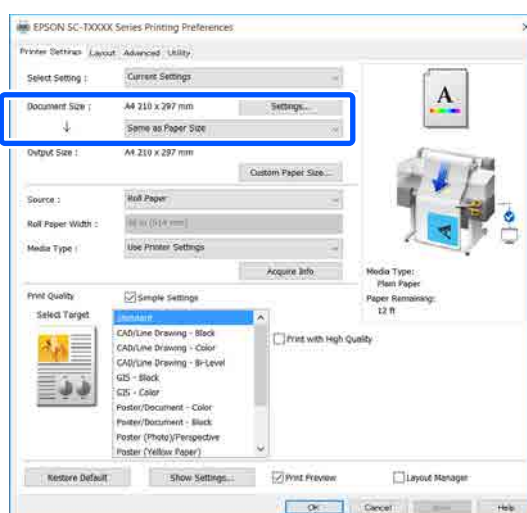 EPSON SC-TXXXX Series Printing Preferences
Printer Settings Layout Advanced Utility
Select Setting : Current Settings
Document Size : A4 210 x 297 mm Settings...
↓ Same as Paper Size
Output Size : A4 210 x 297 mm
Custom Paper Size...
Source : Roll Paper
Roll Paper Width :
Media Type : Use Printer Settings
Acquire Info
A
Media Type:
Plain Paper
Paper Remaining:
12 ft
Print Quality Simple Settings
Select Target Standard
CAD/Line Drawing - Black
CAD/Line Drawing - Color
CAD/Line Drawing - Bi-Level
GIS - Black
GIS - Color
Poster/Document - Color
Poster/Document - Black
Poster (Photo)/Perspective
Poster (Yellow Paper)
Print with High Quality
Restore Default Show Settings... Print Preview Layout Manager
OK Cancel Help